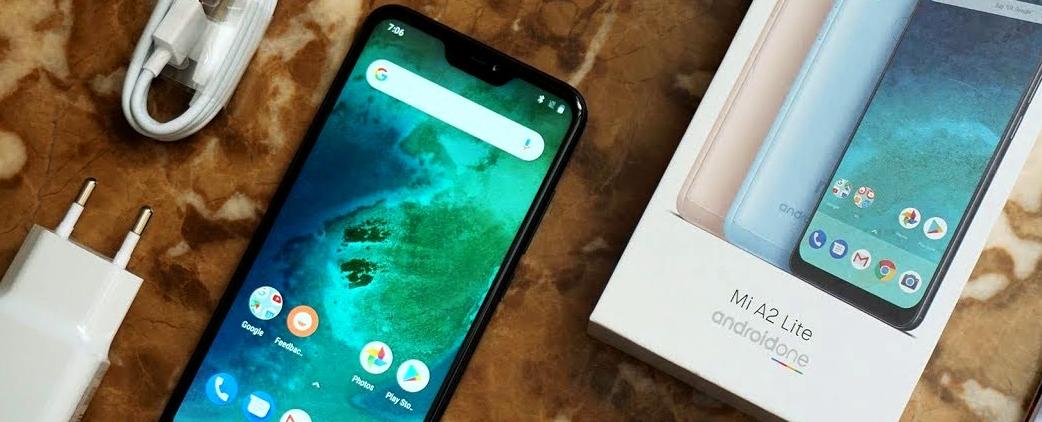 7:06
G
Google
Feedbac..
Photos
Play Sto..
Mi A2 Lite
androidone